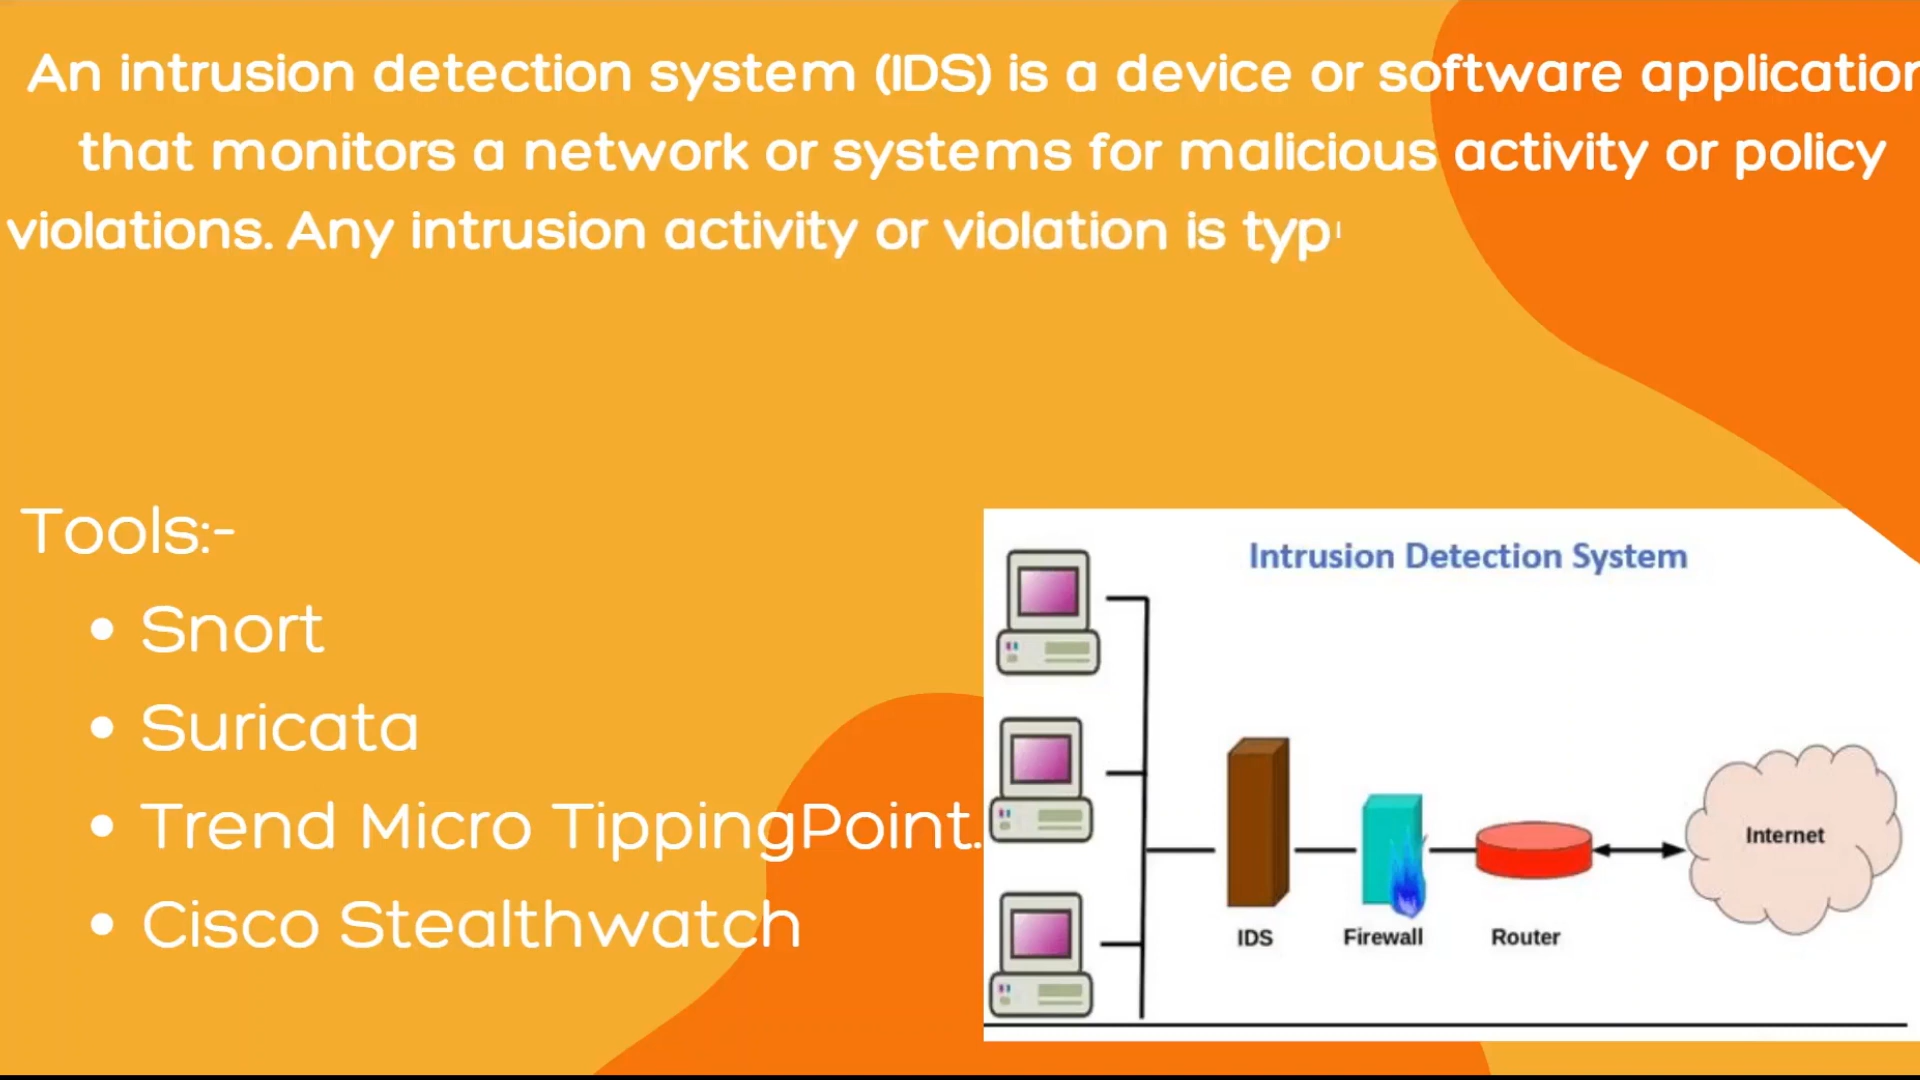 An intrusion detection system (IDS) is a device or software application
that monitors a network or systems for malicious activity or policy
violations. Any intrusion activity or violation is typ
Tools:-
• Snort
• Suricata
• Trend Micro TippingPoint.
• Cisco Stealthwatch
Intrusion Detection System
Internet
IDS
Firewall
Router